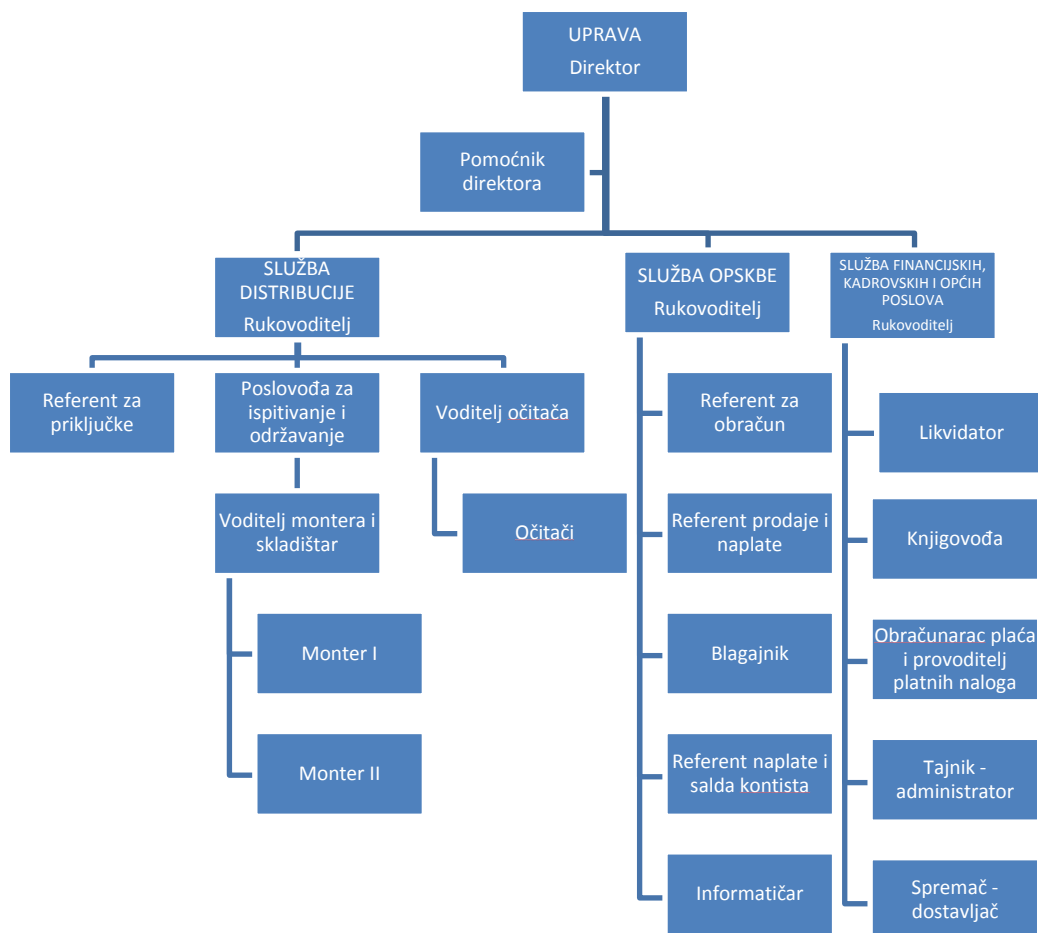 UPRAVA
Direktor
Pomoćnik
direktora
SLUŽBA
DISTRIBUCIJE
Rukovoditelj
SLUŽBA OPSKBE
Rukovoditelj
SLUŽBA FINANCIJSKIH,
KADROVSKIH I OPĆIH
POSLOVA
Rukovoditelj
Referent za
priključke
Poslovođa za
ispitivanje i
održavanje
Voditelj očitača
Voditelj montera i
skladištar
Očitači
Monter I
Monter II
Referent za
obračun
Referent prodaje i
naplate
Blagajnik
Referent naplate i
salda kontista
Informatičar
Likvidator
Knjigovođa
Obračunarac plaća
i provoditelj
platnih naloga
Tajnik -
administrator
Spremač -
dostavljač